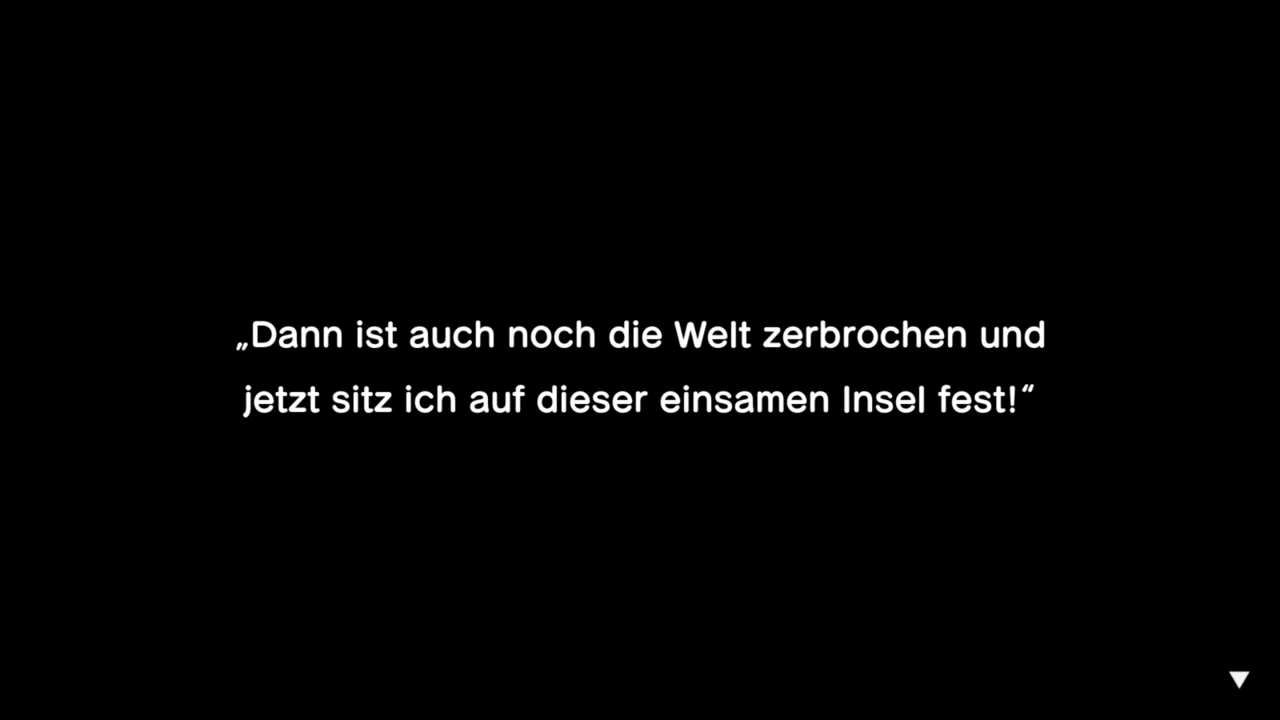 „Dann ist auch noch die Welt zerbrochen und
jetzt sitz ich auf dieser einsamen Insel fest!“